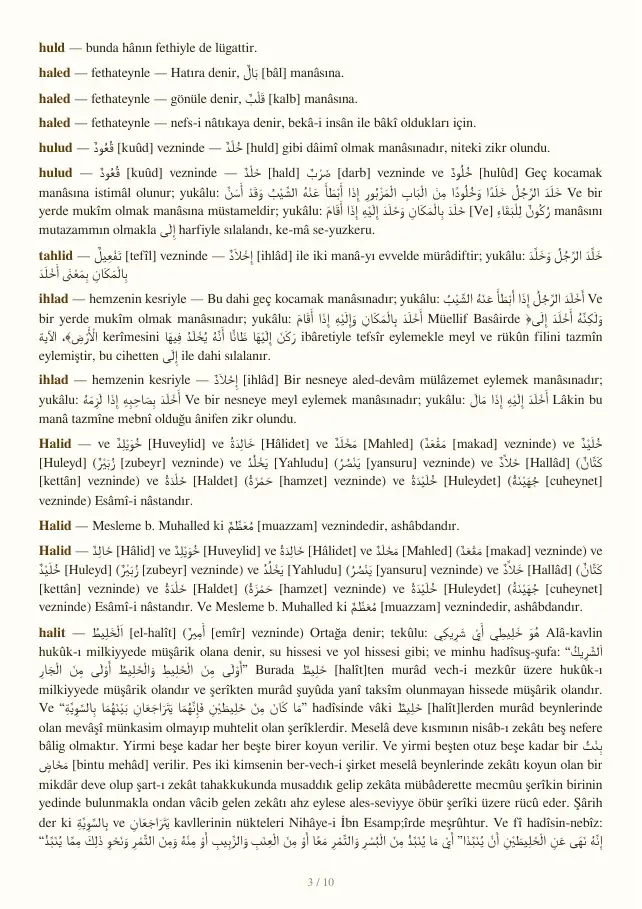 huld — bunda hânın fethiyle de lügattir.
haled — fethateynle — Hatıra denir, بَالٌ [bâl] manâsına.
haled — fethateynle — gönüle denir, قَلْبٌ [kalb] manâsına.
haled — fethateynle — nefs-i nâtıkaya denir, bekâ-i insân ile bâkî oldukları için.
hulud — قُعُودٌ [kuûd] vezninde — خُلْدٌ [huld] gibi dâimî olmak manâsınadır, niteki zikr olundu.
hulud — قُعُودٌ [kuûd] vezninde — خَلْدٌ [hald] ضَرْبٌ [darb] vezninde ve خُلُودٌ [hulûd] Geç kocamak
manâsına istimâl olunur; yukâlu: خَلَدَ الرَّجُلُ خَلْدًا وَخُلُودًا مِنَ الْبَابِ الْمَزْبُورِ إِذَا أَبْطَأَ عَنْهُ الشَّيْبُ وَقَدْ أَسَنَّ Ve bir
yerde mukîm olmak manâsına müstameldir; yukâlu: خَلَدَ بِالْمَكَانِ وَخَلَدَ إِلَيْهِ إِذَا أَقَامَ [Ve] رُكُونٌ لِلْبَقَاءِ manâsını
mutazammın olmakla إِلَى harfiyle sılalandı, ke-mâ se-yuzkeru.
tahlid — تَفْعِيلٌ [tefîl] vezninde — إِخْلاَدٌ [ihlâd] ile iki manâ-yı evvelde mürâdiftir; yukâlu: خَلَّدَ الرَّجُلُ وَخَلَّدَ
بِالْمَكَانِ بِمَعْنَى أَخْلَدَ
ihlad — hemzenin kesriyle — Bu dahi geç kocamak manâsınadır; yukâlu: أَخْلَدَ الرَّجُلُ إِذَا أَبْطَأَ عَنْهُ الشَّيْبُ Ve
bir yerde mukîm olmak manâsınadır; yukâlu: أَخْلَدَ بِالْمَكَانِ وَإِلَيْهِ إِذَا أَقَامَ Müellif Basâirde ﴿وَلَكِنَّهُ أَخْلَدَ إِلَى
الْأَرْضِ﴾، الآية kerîmesini رَكَنَ إِلَيْهَا ظَانًّا أَنَّهُ يُخْلَدُ فِيهَا ibâretiyle tefsîr eylemekle meyl ve rükûn filini tazmîn
eylemiştir, bu cihetten إِلَى ile dahi sılalanır.
ihlad — hemzenin kesriyle — إِخْلاَدٌ [ihlâd] Bir nesneye aled-devâm mülâzemet eylemek manâsınadır;
yukâlu: أَخْلَدَ بِصَاحِبِهِ إِذَا لَزِمَهُ Ve bir nesneye meyl eylemek manâsınadır; yukâlu: أَخْلَدَ إِلَيْهِ إِذَا مَالَ Lâkin bu
manâ tazmîne mebnî olduğu ânifen zikr olundu.
Halid — ve خُوَيْلِدٌ [Huveylid] ve خَالِدَةُ [Hâlidet] ve مَخْلَدٌ [Mahled] (مَقْعَدٌ [makad] vezninde) ve خُلَيْدٌ
[Huleyd] (زُبَيْرٌ [zubeyr] vezninde) ve يَخْلُدُ [Yahludu] (يَنْصُرُ [yansuru] vezninde) ve خَلاَّدٌ [Hallâd] (كَتَّانٌ
[kettân] vezninde) ve خَلْدَةُ [Haldet] (حَمْزَةُ [hamzet] vezninde) ve خُلَيْدَةُ [Huleydet] (جُهَيْنَةُ [cuheynet]
vezninde) Esâmî-i nâstandır.
Halid — Mesleme b. Muhalled ki مُعَظَّمٌ [muazzam] veznindedir, ashâbdandır.
Halid — خَالِدٌ [Hâlid] ve خُوَيْلِدٌ [Huveylid] ve خَالِدَةُ [Hâlidet] ve مَخْلَدٌ [Mahled] (مَقْعَدٌ [makad] vezninde) ve
خُلَيْدٌ [Huleyd] (زُبَيْرٌ [zubeyr] vezninde) ve يَخْلُدُ [Yahludu] (يَنْصُرُ [yansuru] vezninde) ve خَلاَّدٌ [Hallâd] (كَتَّانٌ
[kettân] vezninde) ve خَلْدَةُ [Haldet] (حَمْزَةُ [hamzet] vezninde) ve خُلَيْدَةُ [Huleydet] (جُهَيْنَةُ [cuheynet]
vezninde) Esâmî-i nâstandır. Ve Mesleme b. Muhalled ki مُعَظَّمٌ [muazzam] veznindedir, ashâbdandır.
halit — اَلْخَلِيطُ [el-halît] (أَمِيرٌ [emîr] vezninde) Ortağa denir; tekûlu: هُوَ خَلِيطِي أَيْ شَرِيكِي Alâ-kavlin
hukûk-ı milkiyyede müşârik olana denir, su hissesi ve yol hissesi gibi; ve minhu hadîsuş-şufa: “اَلشَّرِيكُ
أَوْلَى مِنَ الْخَلِيطِ وَالْخَلِيطُ أَوْلَى مِنَ الْجَارِ” Burada خَلِيطٌ [halît]ten murâd vech-i mezkûr üzere hukûk-ı
milkiyyede müşârik olandır ve şerîkten murâd şuyûda yanî taksîm olunmayan hissede müşârik olandır.
Ve “مَا كَانَ مِنْ خَلِيطَيْنِ فَإِنَّهُمَا يَتَرَاجَعَانِ بَيْنَهُمَا بِالسَّوِيَّةِ” hadîsinde vâki خَلِيطٌ [halît]lerden murâd beynlerinde
olan mevâşî münkasim olmayıp muhtelit olan şerîklerdir. Meselâ deve kısmının nisâb-ı zekâtı beş nefere
bâlig olmaktır. Yirmi beşe kadar her beşte birer koyun verilir. Ve yirmi beşten otuz beşe kadar bir بِنْتُ
مَخَاضٍ [bintu mehâd] verilir. Pes iki kimsenin ber-vech-i şirket meselâ beynlerinde zekâtı koyun olan bir
mikdâr deve olup şart-ı zekât tahakkukunda musaddık gelip zekâta mübâderette mecmûu şerîkin birinin
yedinde bulunmakla ondan vâcib gelen zekâtı ahz eylese ales-seviyye öbür şerîki üzere rücû eder. Şârih
der ki بِالسَّوِيَّةِ ve يَتَرَاجَعَانِ kavllerinin nükteleri Nihâye-i İbn Esamp;îrde meşrûhtur. Ve fî hadîsin-nebîz:
“إِنَّهُ نَهَى عَنِ الْخَلِيطَيْنِ أَنْ يُنْبَذَا” أَيْ مَا يُنْبَذُ مِنَ الْبُسْرِ وَالتَّمْرِ مَعًا أَوْ مِنَ الْعِنَبِ وَالزَّبِيبِ أَوْ مِنْهُ وَمِنَ التَّمْرِ وَنَحْوِ ذَلِكَ مِمَّا يُنْبَذُ
3 / 10